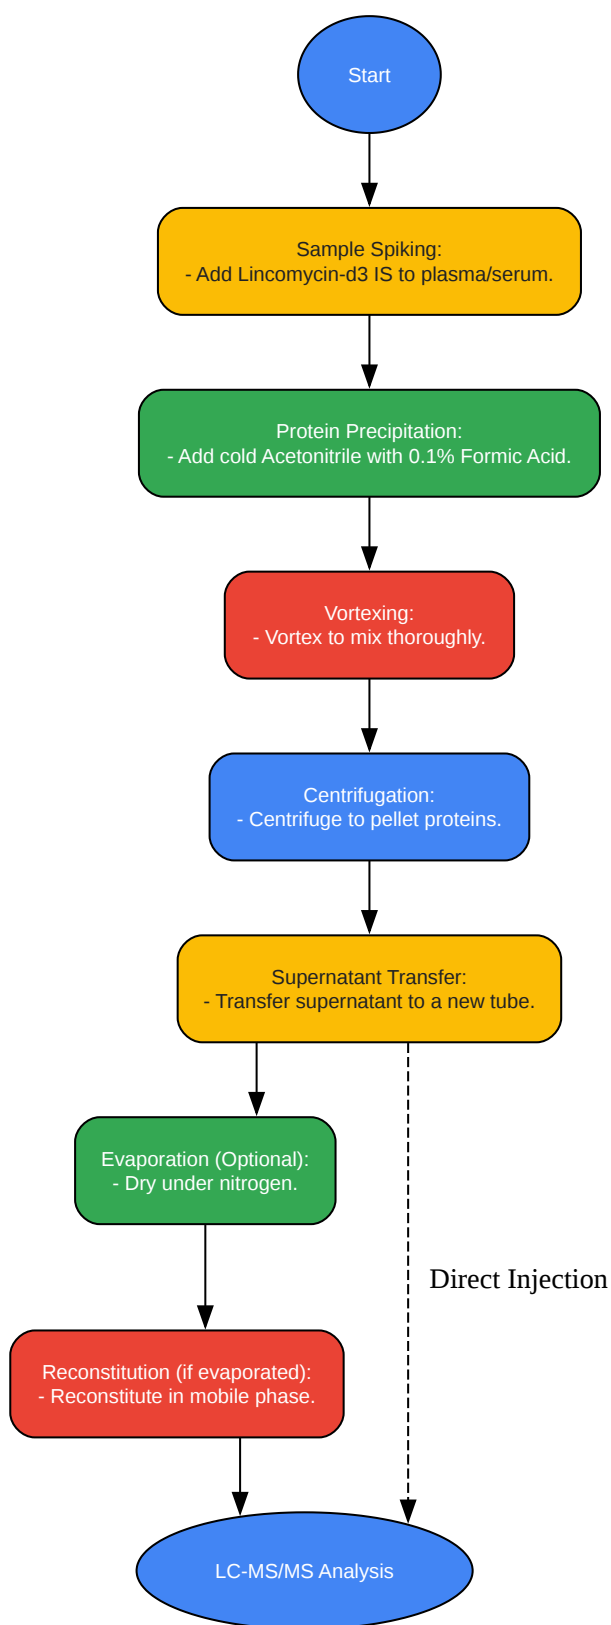 Start
Sample Spiking:
- Add Lincomycin-d3 IS to plasma/serum.
Protein Precipitation:
- Add cold Acetonitrile with 0.1% Formic Acid.
Vortexing:
- Vortex to mix thoroughly.
Centrifugation:
- Centrifuge to pellet proteins.
Supernatant Transfer:
- Transfer supernatant to a new tube.
Evaporation (Optional):
- Dry under nitrogen.
Direct Injection
Reconstitution (if evaporated):
- Reconstitute in mobile phase.
LC-MS/MS Analysis